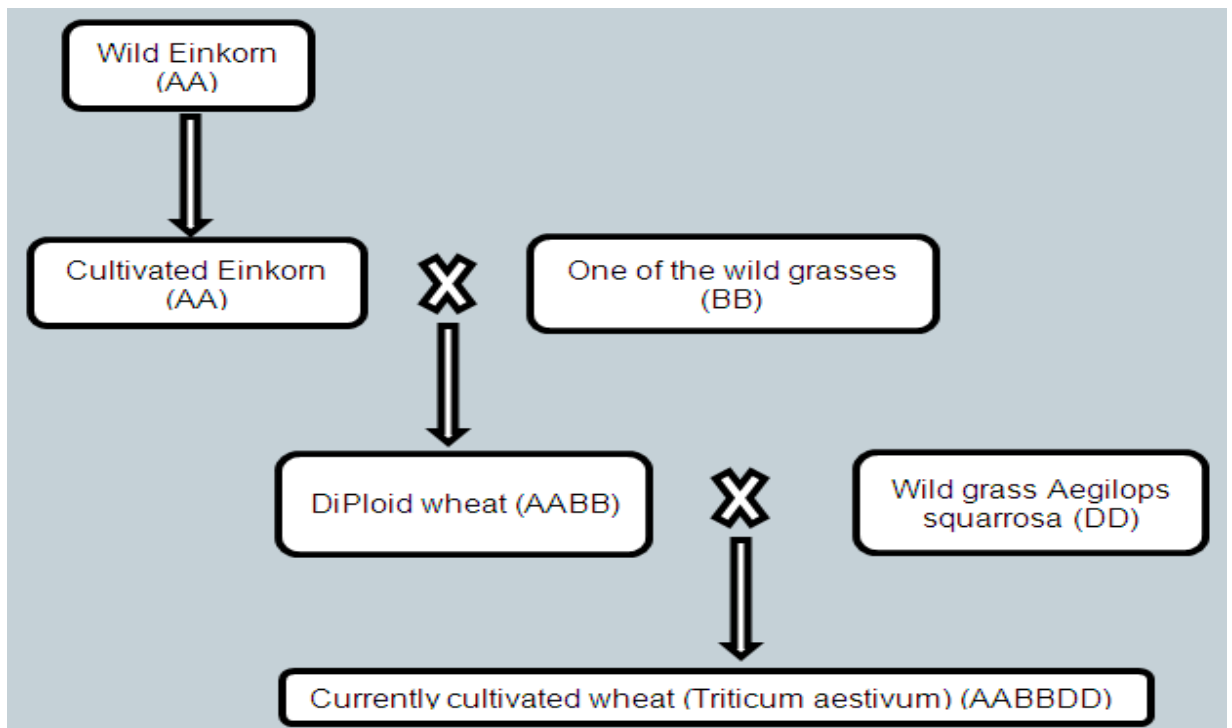 Wild Einkorn
(AA)
Cultivated Einkorn
(AA)
X
One of the wild grasses
(BB)
DiPloid wheat (AABB)
X
Wild grass Aegilops
squarrosa (DD)
Currently cultivated wheat (Triticum aestivum) (AABBDD)